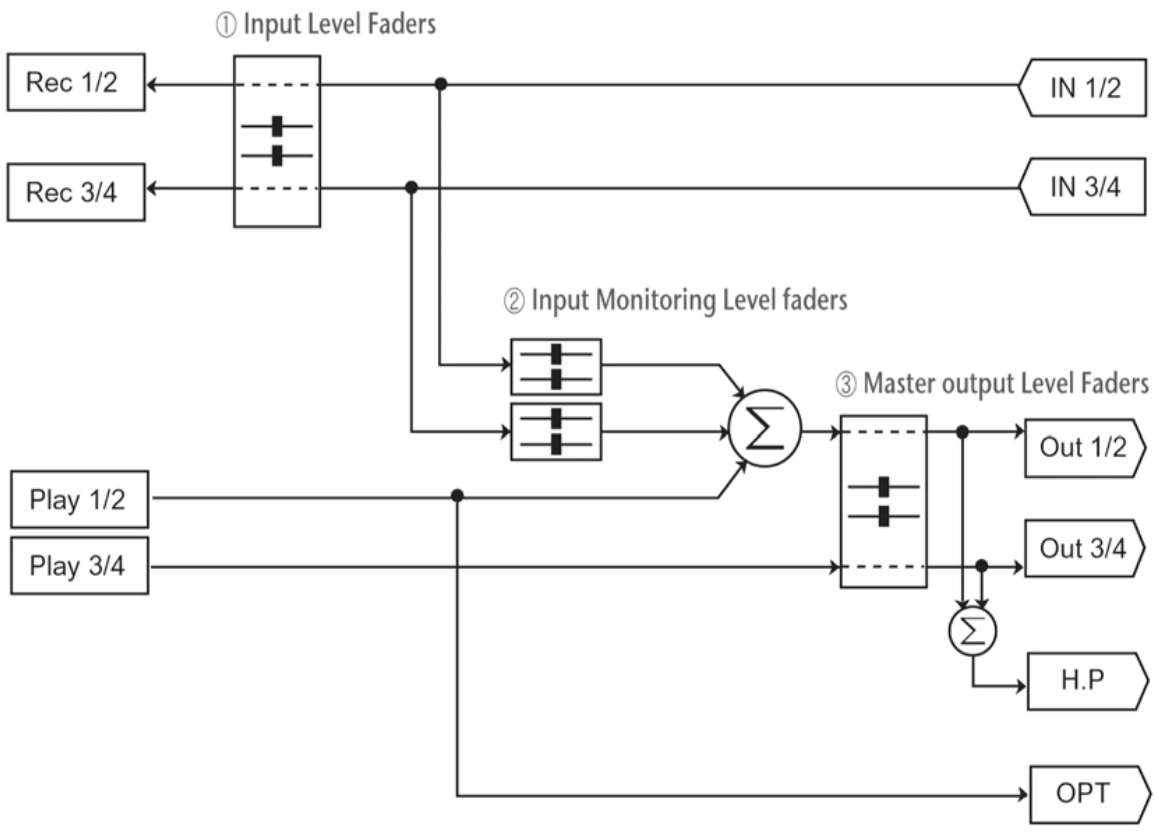 ① Input Level Faders
Rec 1/2
IN 1/2
Rec 3/4
IN 3/4
② Input Monitoring Level faders
③ Master output Level Faders
Σ
Out 1/2
Play 1/2
Out 3/4
Play 3/4
Σ
H.P
OPT